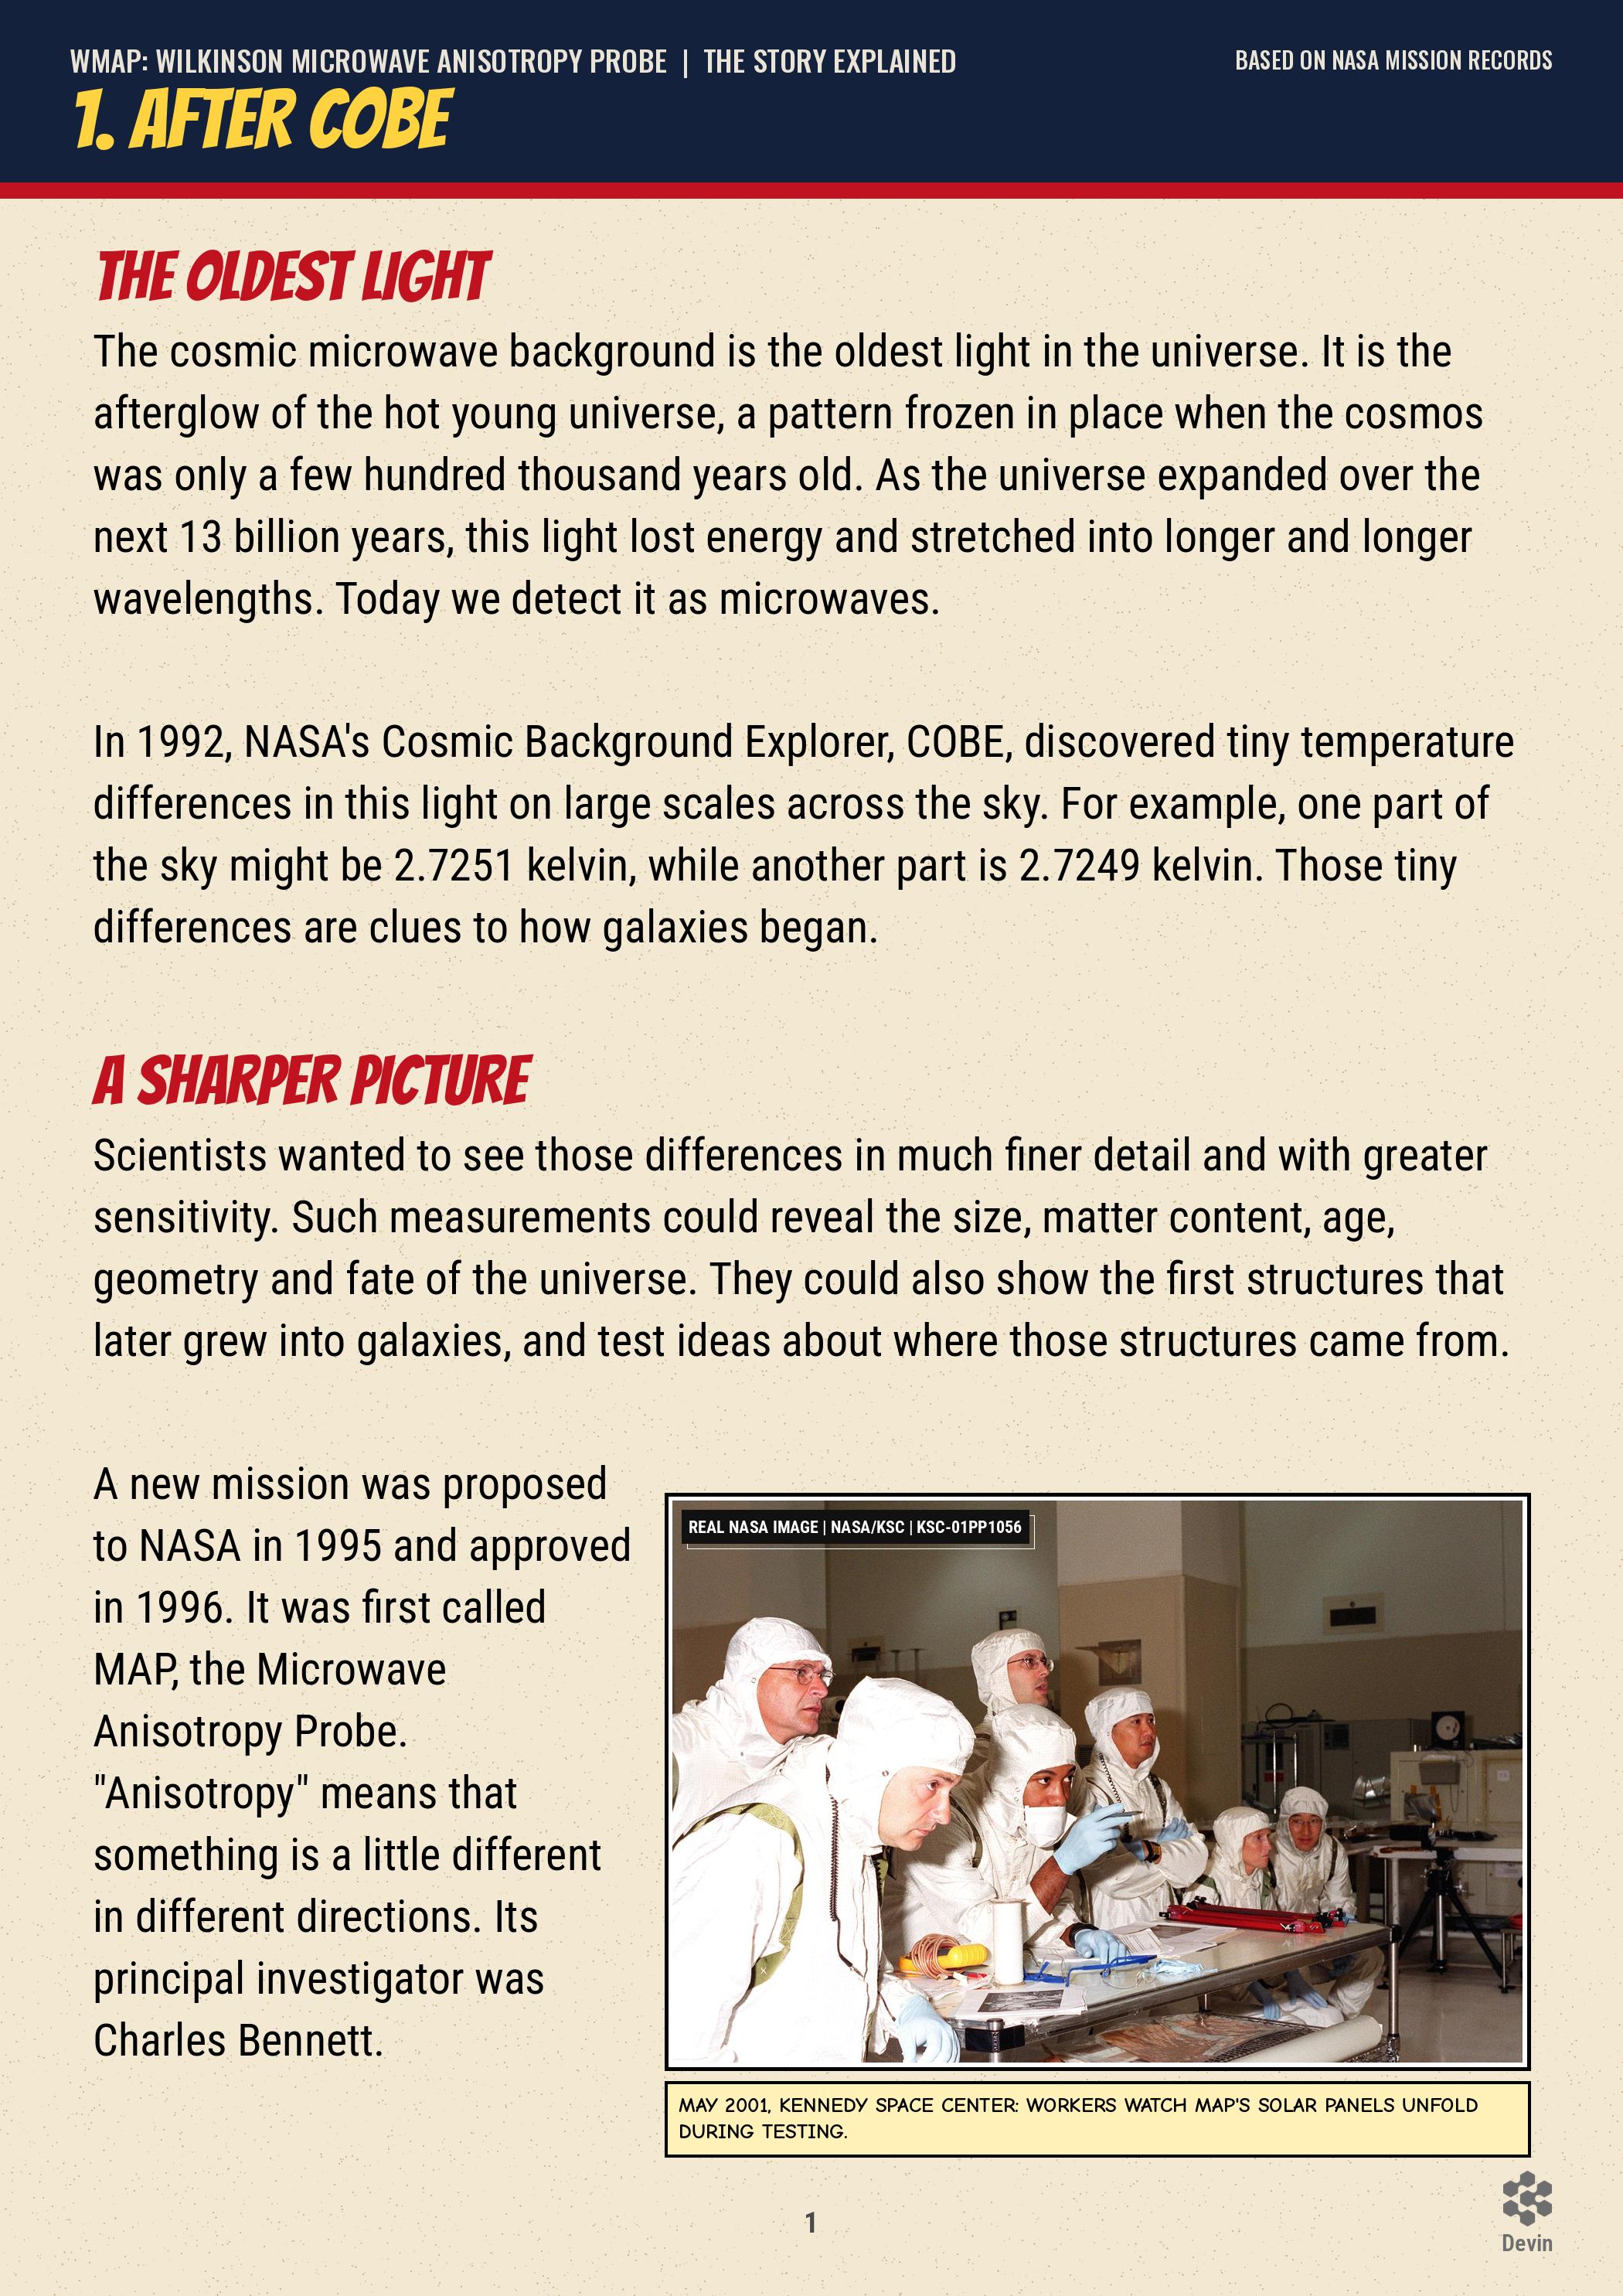 WMAP: WILKINSON MICROWAVE ANISOTROPY PROBE | THE STORY EXPLAINED
BASED ON NASA MISSION RECORDS
1. AFTER COBE
THE OLDEST LIGHT
The cosmic microwave background is the oldest light in the universe. It is the
afterglow of the hot young universe, a pattern frozen in place when the cosmos
was only a few hundred thousand years old. As the universe expanded over the
next 13 billion years, this light lost energy and stretched into longer and longer
wavelengths. Today we detect it as microwaves.
In 1992, NASA's Cosmic Background Explorer, COBE, discovered tiny temperature
differences in this light on large scales across the sky. For example, one part of
the sky might be 2.7251 kelvin, while another part is 2.7249 kelvin. Those tiny
differences are clues to how galaxies began.
A SHARPER PICTURE
Scientists wanted to see those differences in much finer detail and with greater
sensitivity. Such measurements could reveal the size, matter content, age,
geometry and fate of the universe. They could also show the first structures that
later grew into galaxies, and test ideas about where those structures came from.
A new mission was proposed
to NASA in 1995 and approved
in 1996. It was first called
MAP, the Microwave
Anisotropy Probe.
"Anisotropy" means that
something is a little different
in different directions. Its
principal investigator was
Charles Bennett.
REAL NASA IMAGE | NASA/KSC | KSC-01PP1056
MAY 2001, KENNEDY SPACE CENTER: WORKERS WATCH MAP'S SOLAR PANELS UNFOLD
DURING TESTING.
1
Devin